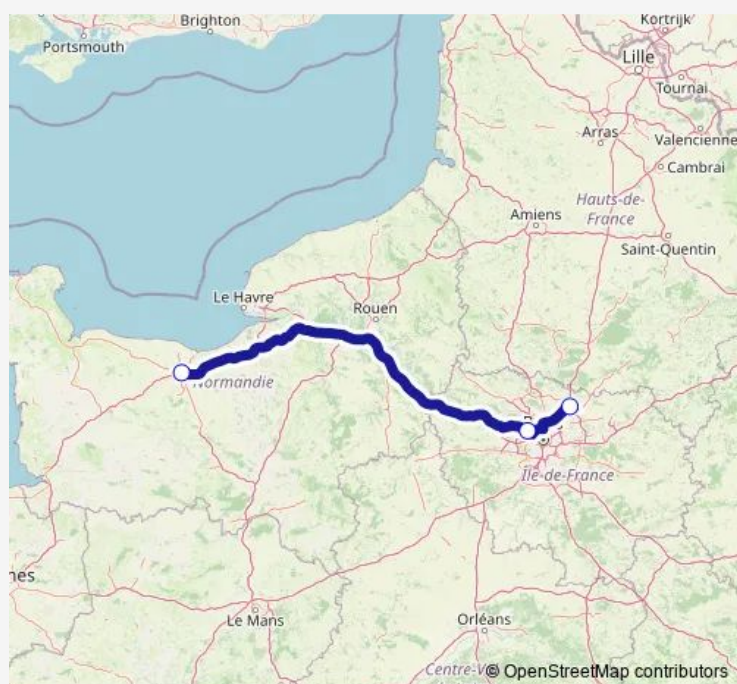 Brighton
Portsmouth
Kortrijk
Lille
Tournai
Arras
Valencienne
Cambrai
Hauts-de-
France
Amiens
Saint-Quentin
Le Havre
Rouen
Normandie
Île-de-France
nes
Le Mans
Orléans
Centre-V
© OpenStreetMap contributors